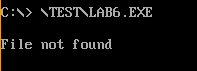 C:\> \TEST\LAB6.EXE
File not found